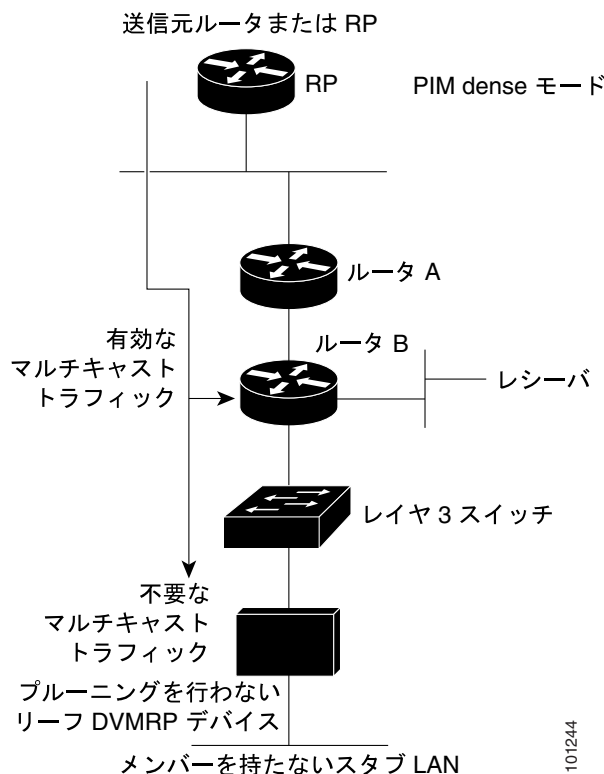 送信元ルータまたは RP
RP
PIM dense モード
ルータ A
ルータ B
有効な
マルチキャスト
トラフィック
レシーバ
レイヤ 3 スイッチ
不要な
マルチキャスト
トラフィック
プルーニングを行わない
リーフ DVMRP デバイス
メンバーを持たないスタブ LAN
101244